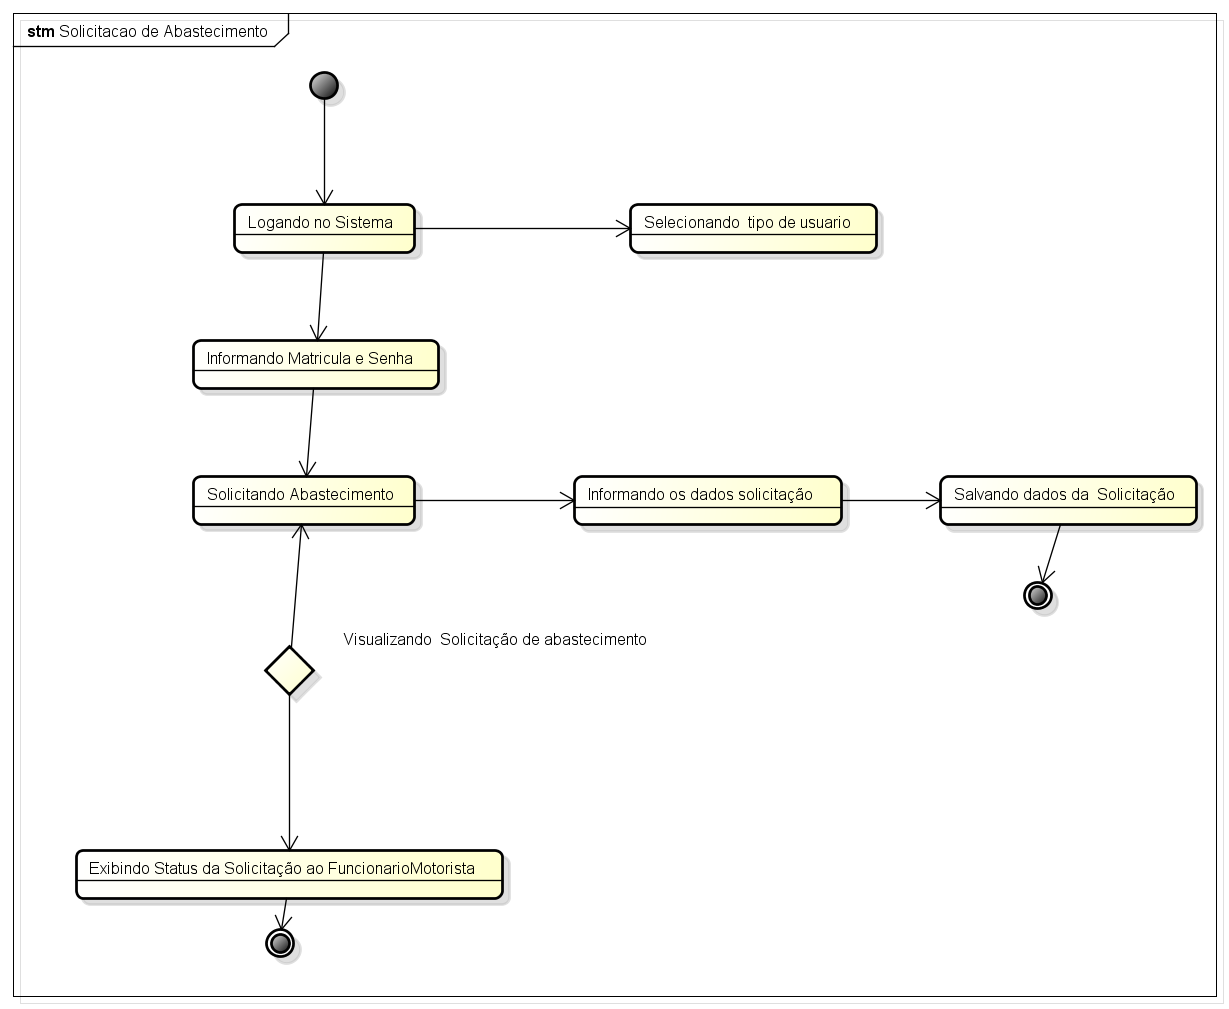 stm Solicitacao de Abastecimento
Logando no Sistema
Selecionando  tipo de usuario
Informando Matricula e Senha
Solicitando Abastecimento
Informando os dados solicitação
Salvando dados da  Solicitação
Visualizando  Solicitação de abastecimento
Exibindo Status da Solicitação ao FuncionarioMotorista